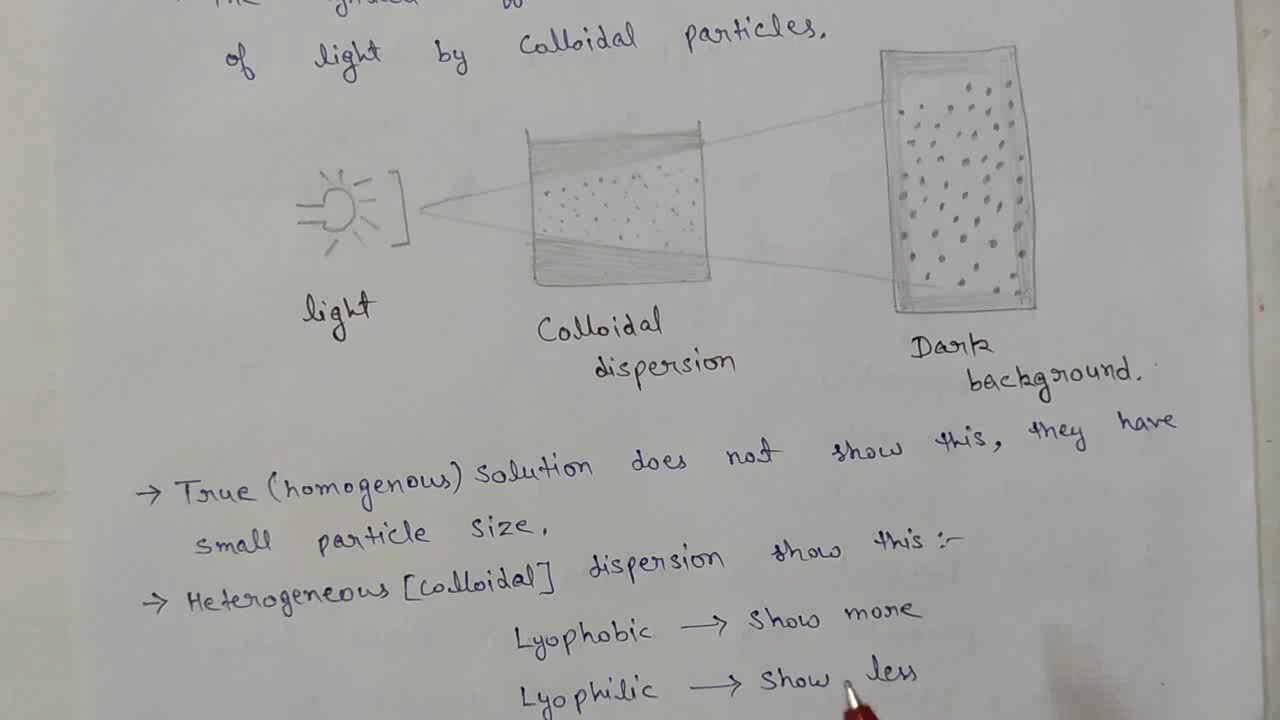 The
of light by Colloidal particles.
light
Colloidal
dispersion
Dark
background.
→ True (homogenous) solution does not show this, they have
small particle size.
→ Heterogeneous [colloidal] dispersion show this :-
Lyophobic → Show more
Lyophilic → Show less